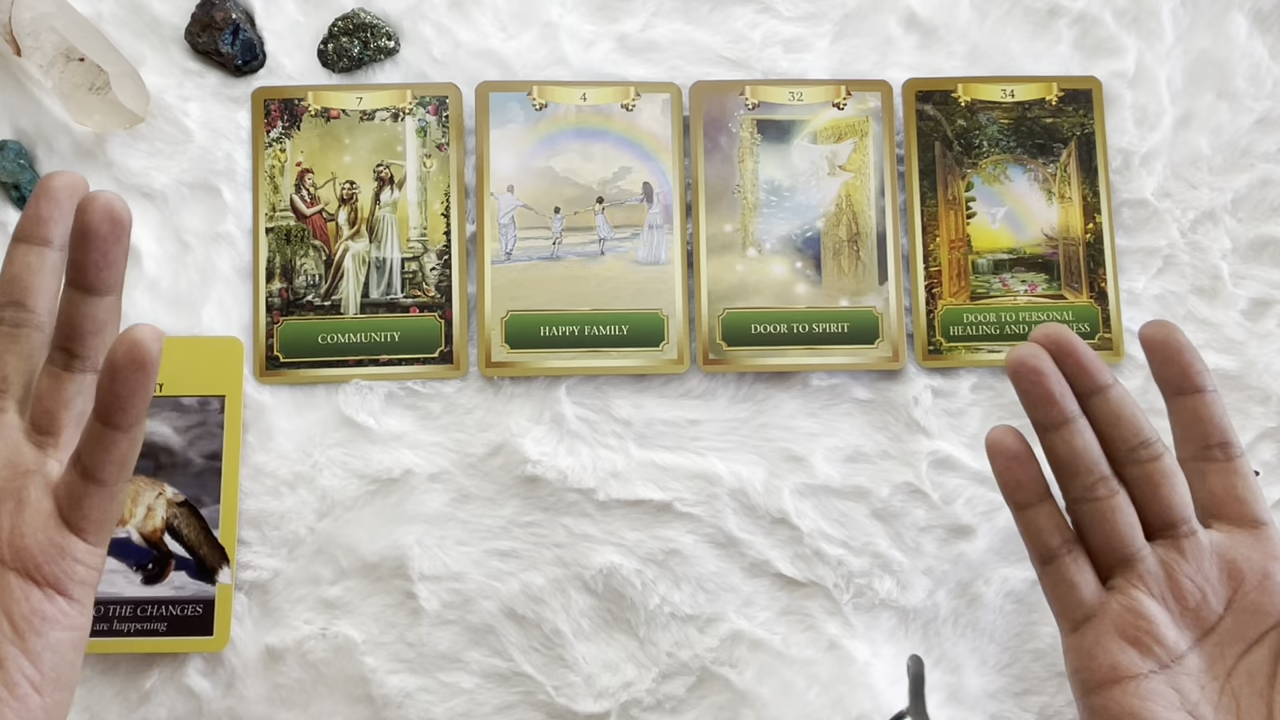 7
COMMUNITY
4
HAPPY FAMILY
32
DOOR TO SPIRIT
34
DOOR TO PERSONAL
HEALING AND
TO THE CHANGES
are happening